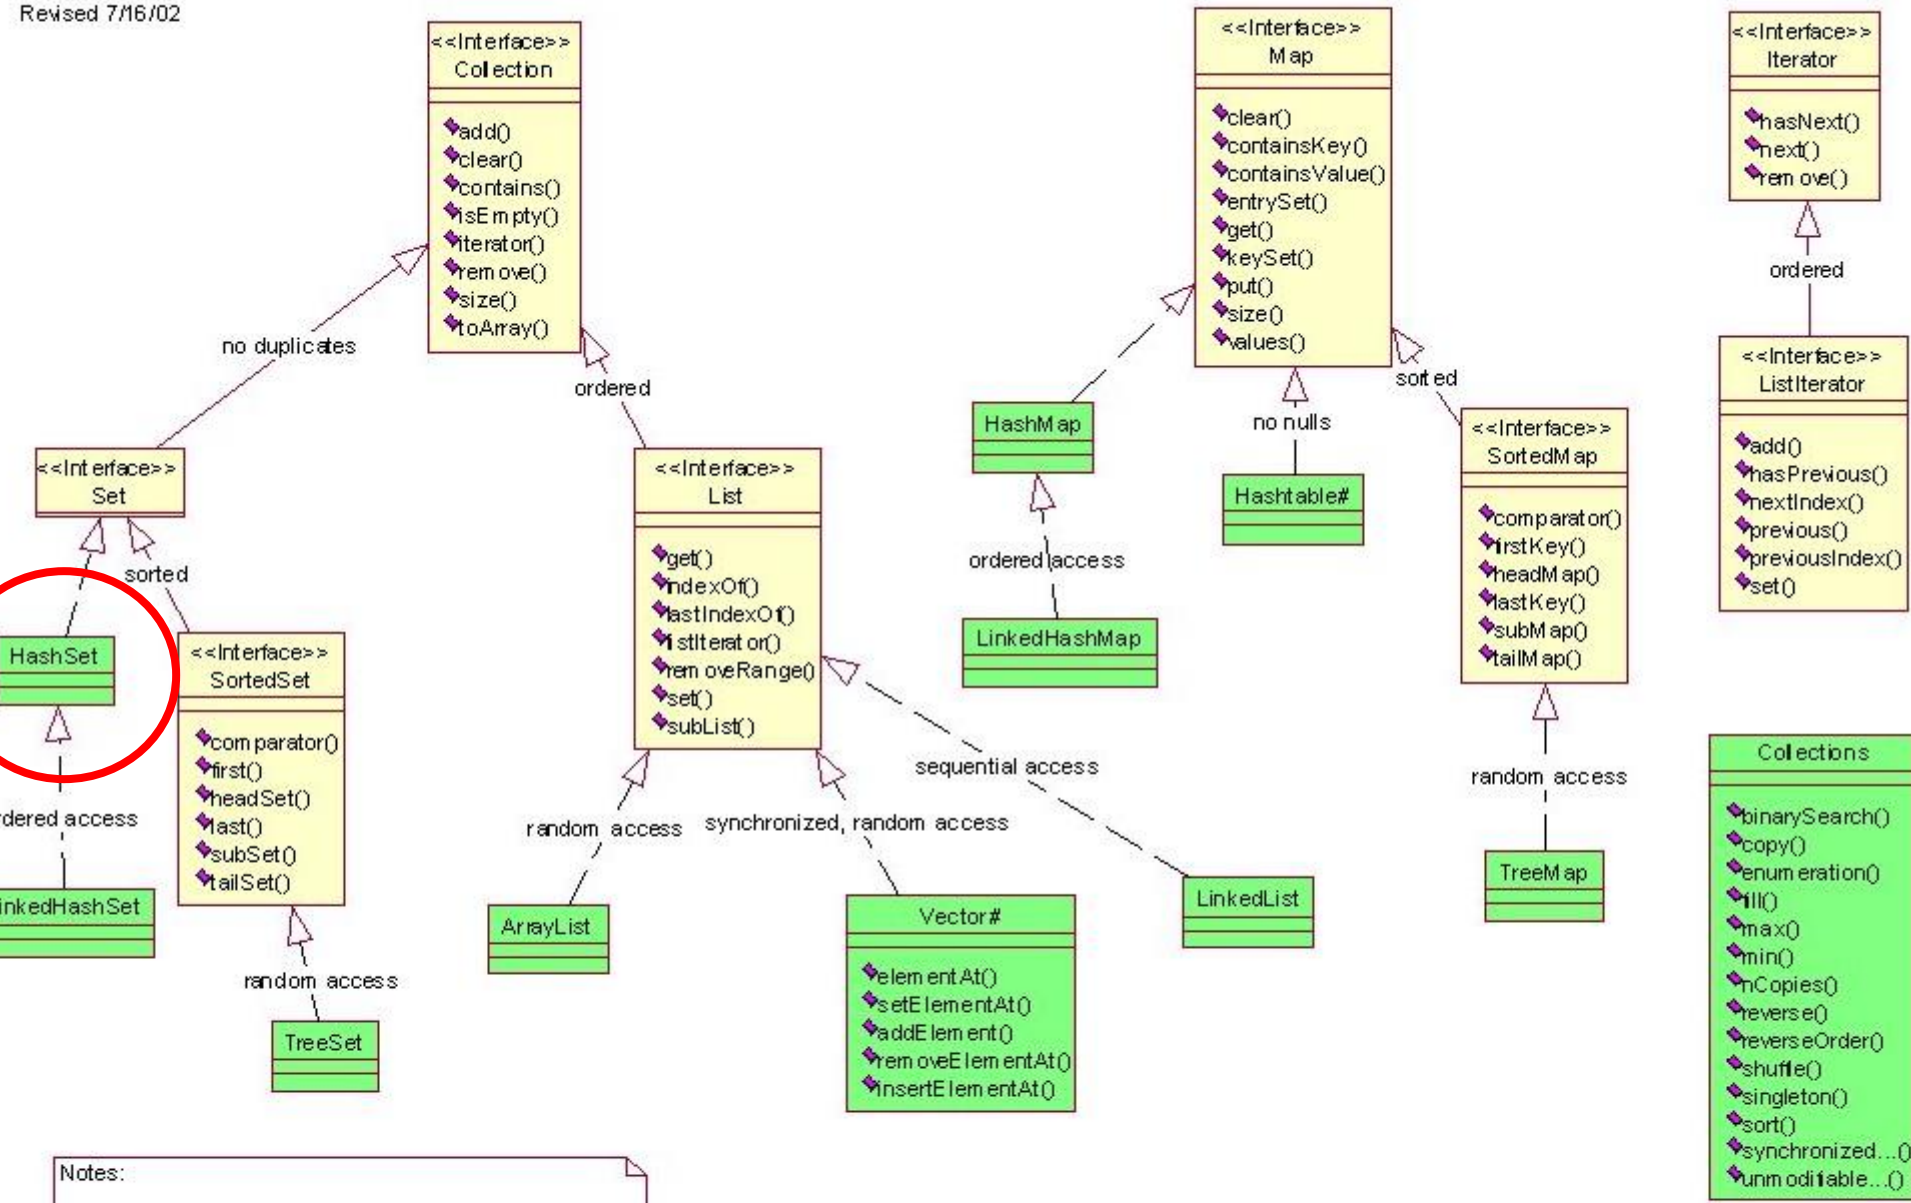 Revised 7/16/02
<<Interface>>
Collection
add()
clear()
contains()
isEmpty()
iterator()
remove()
size()
toArray()
<<Interface>>
Map
clear()
containsKey()
containsValue()
entrySet()
get()
keySet()
put()
size()
values()
<<Interface>>
Iterator
hasNext()
next()
remove()
no duplicates
ordered
sorted
no nulls
ordered
<<Interface>>
Set
<<Interface>>
List
get()
indexOf()
lastIndexOf()
listIterator()
removeRange()
set()
subList()
HashMap
Hashtable#
<<Interface>>
SortedMap
comparator()
firstKey()
headMap()
lastKey()
subMap()
tailMap()
<<Interface>>
ListIterator
add()
hasPrevious()
nextIndex()
previous()
previousIndex()
set()
sorted
ordered access
HashSet
<<Interface>>
SortedSet
comparator()
first()
headSet()
last()
subSet()
tailSet()
LinkedHashMap
access
random access
synchronized, random access
sequential access
random access
inkedHashSet
ArrayList
Vector#
elementAt()
setElementAt()
addElement()
removeElementAt()
insertElementAt()
LinkedList
TreeMap
random access
TreeSet
Collections
binarySearch()
copy()
enumeration()
fill()
max()
min()
nCopies()
reverse()
reverseOrder()
shuffle()
singleton()
sort()
synchronized...()
unmodifiable...()
Notes: